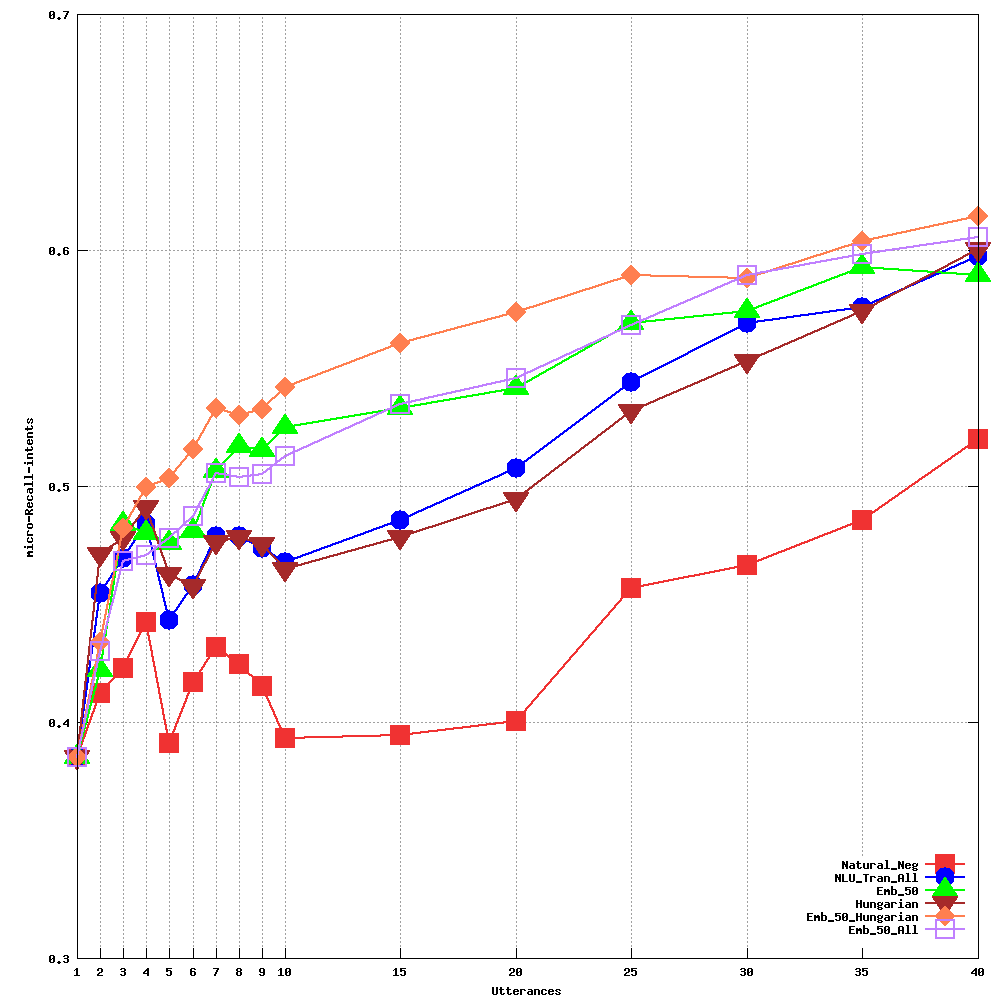 0.7
0.6
micro-Recall-intents
0.5
0.4
0.3
Natural_Neg
NLU_Tran_All
Emb_50
Hungarian
Emb_50_Hungarian
Emb_50_All
1 2 3 4 5 6 7 8 9 10 15 20 25 30 35 40
Utterances